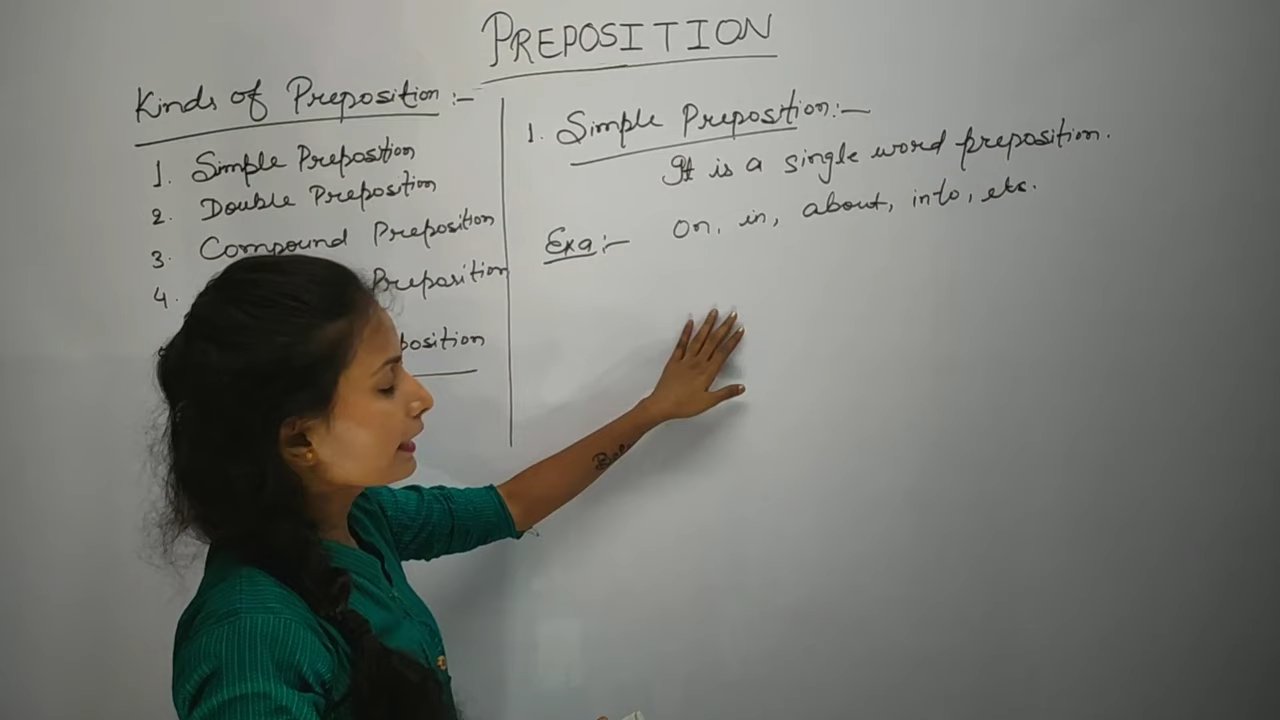 PREPOSITION
Kinds of Preposition :-
1. Simple Preposition
2. Double Preposition
3. Compound Preposition
4. Preposition
position
1. Simple Preposition :-
It is a single word preposition.
Exa :- On, in, about, into, etc.